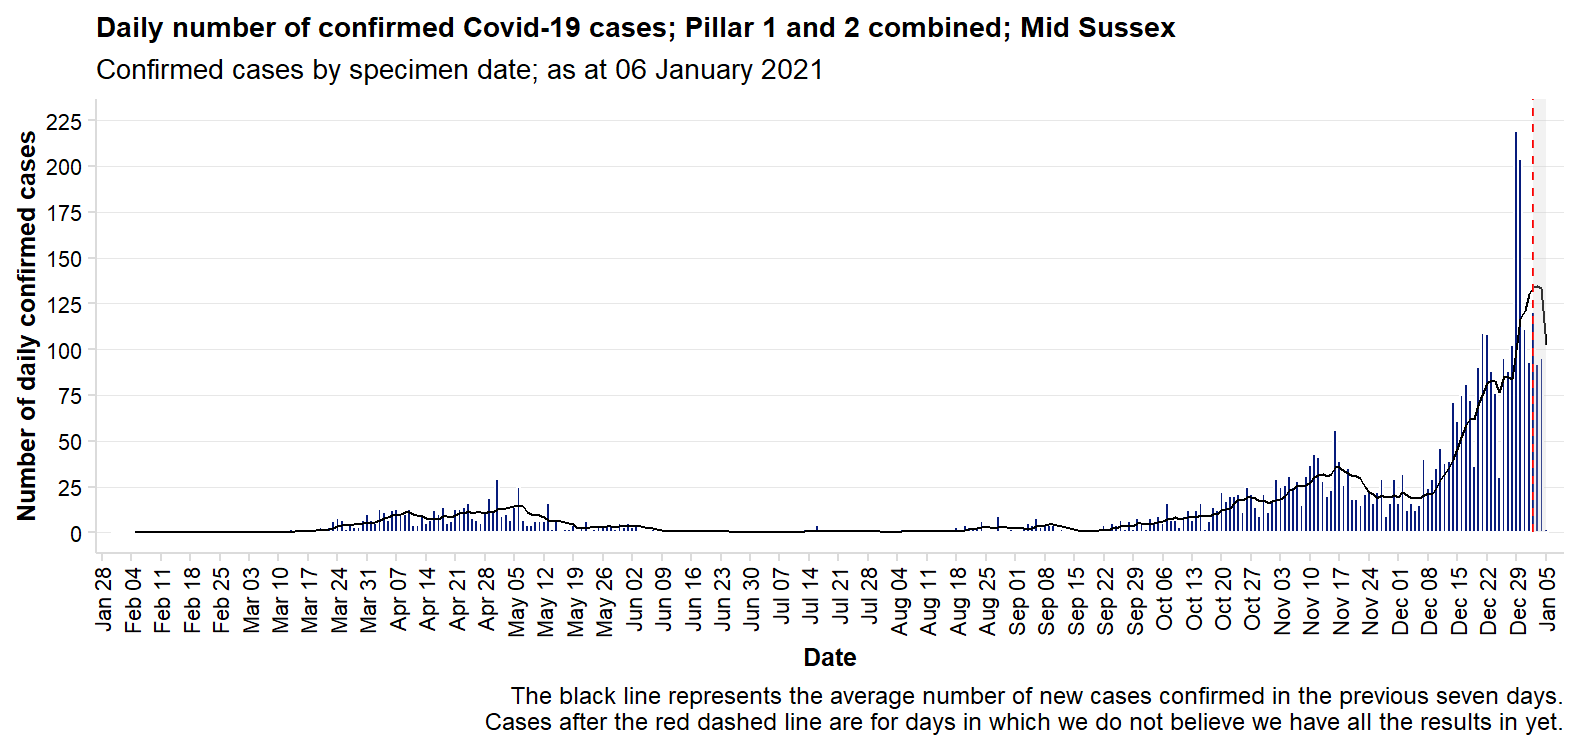 Daily number of confirmed Covid-19 cases; Pillar 1 and 2 combined; Mid Sussex
Confirmed cases by specimen date; as at 06 January 2021
Number of daily confirmed cases
225
200
175
150
125
100
75
50
25
0
Jan 28
Feb 04
Feb 11
Feb 18
Feb 25
Mar 03
Mar 10
Mar 17
Mar 24
Mar 31
Apr 07
Apr 14
Apr 21
Apr 28
May 05
May 12
May 19
May 26
Jun 02
Jun 09
Jun 16
Jun 23
Jun 30
Jul 07
Jul 14
Jul 21
Jul 28
Aug 04
Aug 11
Aug 18
Aug 25
Sep 01
Sep 08
Sep 15
Sep 22
Sep 29
Oct 06
Oct 13
Oct 20
Oct 27
Nov 03
Nov 10
Nov 17
Nov 24
Dec 01
Dec 08
Dec 15
Dec 22
Dec 29
Jan 05
Date
The black line represents the average number of new cases confirmed in the previous seven days.
Cases after the red dashed line are for days in which we do not believe we have all the results in yet.